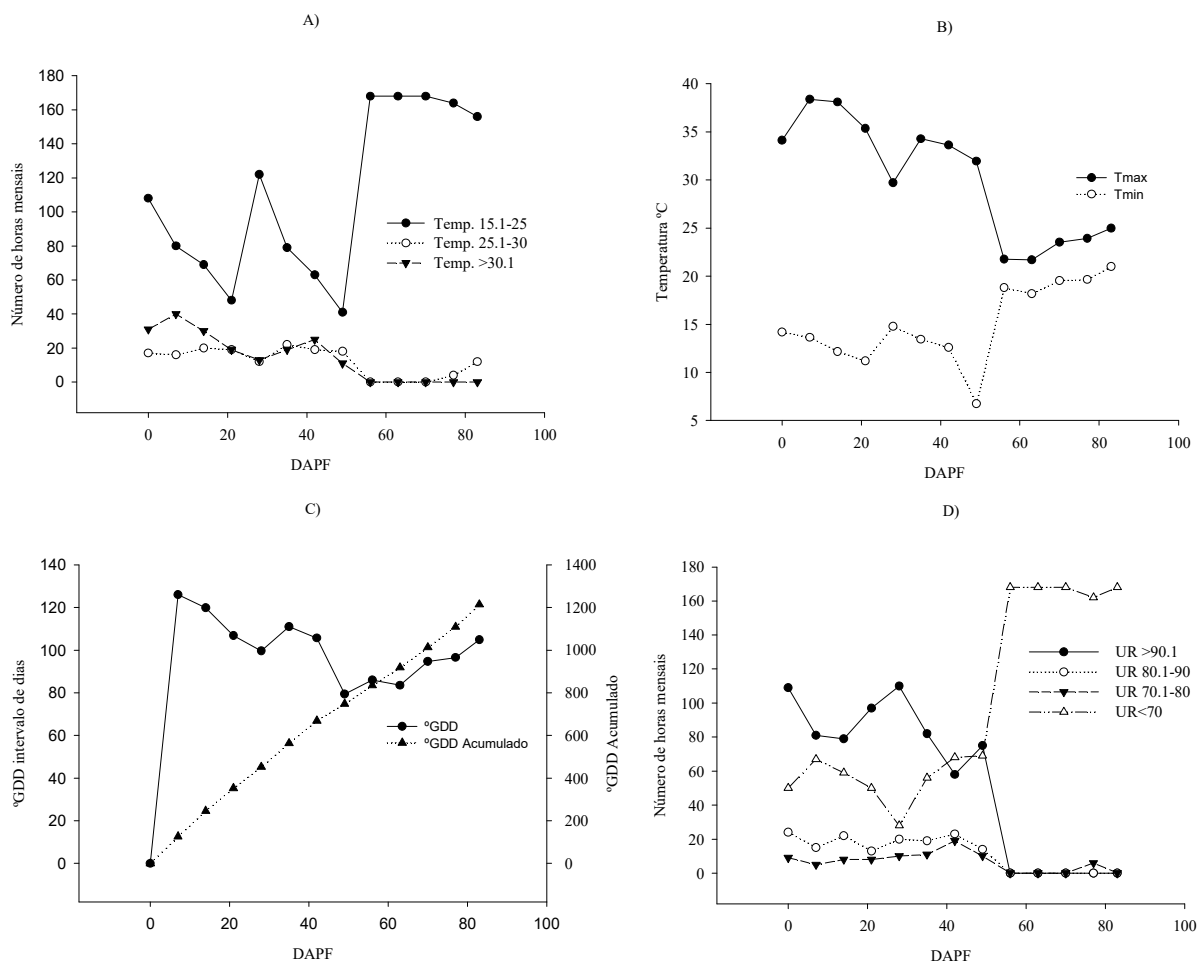 A)
Número de horas mensais
180
160
140
120
100
80
60
40
20
0
Temp. 15.1-25
Temp. 25.1-30
Temp. >30.1
0 20 40 60 80 100
DAPF
B)
Temperatura ºC
40
35
30
25
20
15
10
5
Tmax
Tmin
0 20 40 60 80 100
DAPF
C)
ºGDD intervalo de dias
140
120
100
80
60
40
20
0
ºGDD
ºGDD Acumulado
1400
1200
1000
800
600
400
200
0
ºGDD Acumulado
0 20 40 60 80 100
DAPF
D)
Número de horas mensais
180
160
140
120
100
80
60
40
20
0
UR >90.1
UR 80.1-90
UR 70.1-80
UR<70
0 20 40 60 80 100
DAPF